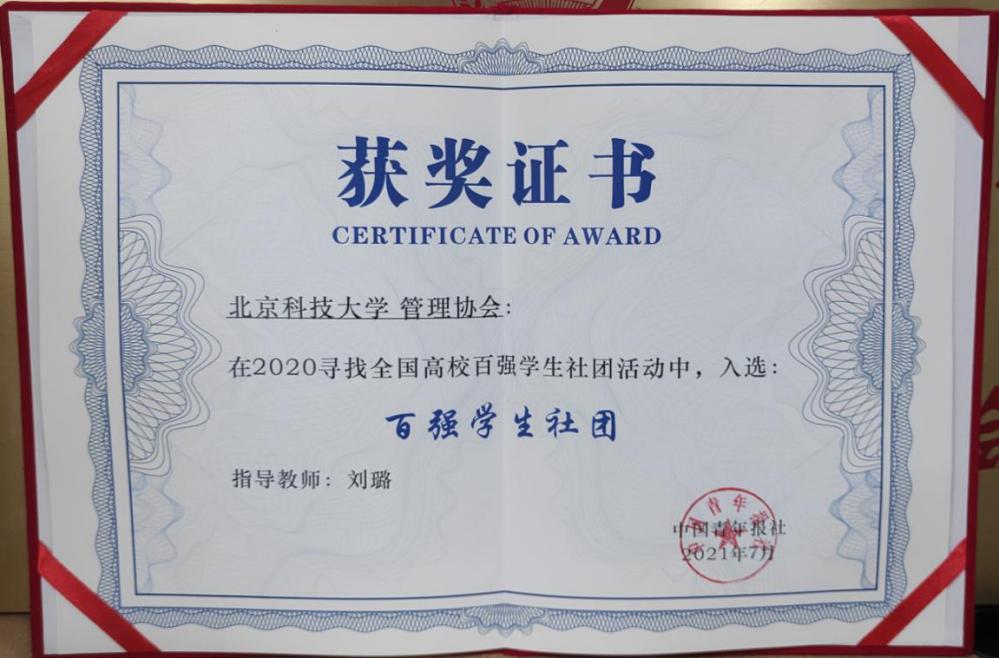 获奖证书
CERTIFICATE OF AWARD
北京科技大学 管理协会:
在2020寻找全国高校百强学生社团活动中，入选:
百强学生社团
指导教师: 刘璐
中国青年报社
2021年7月